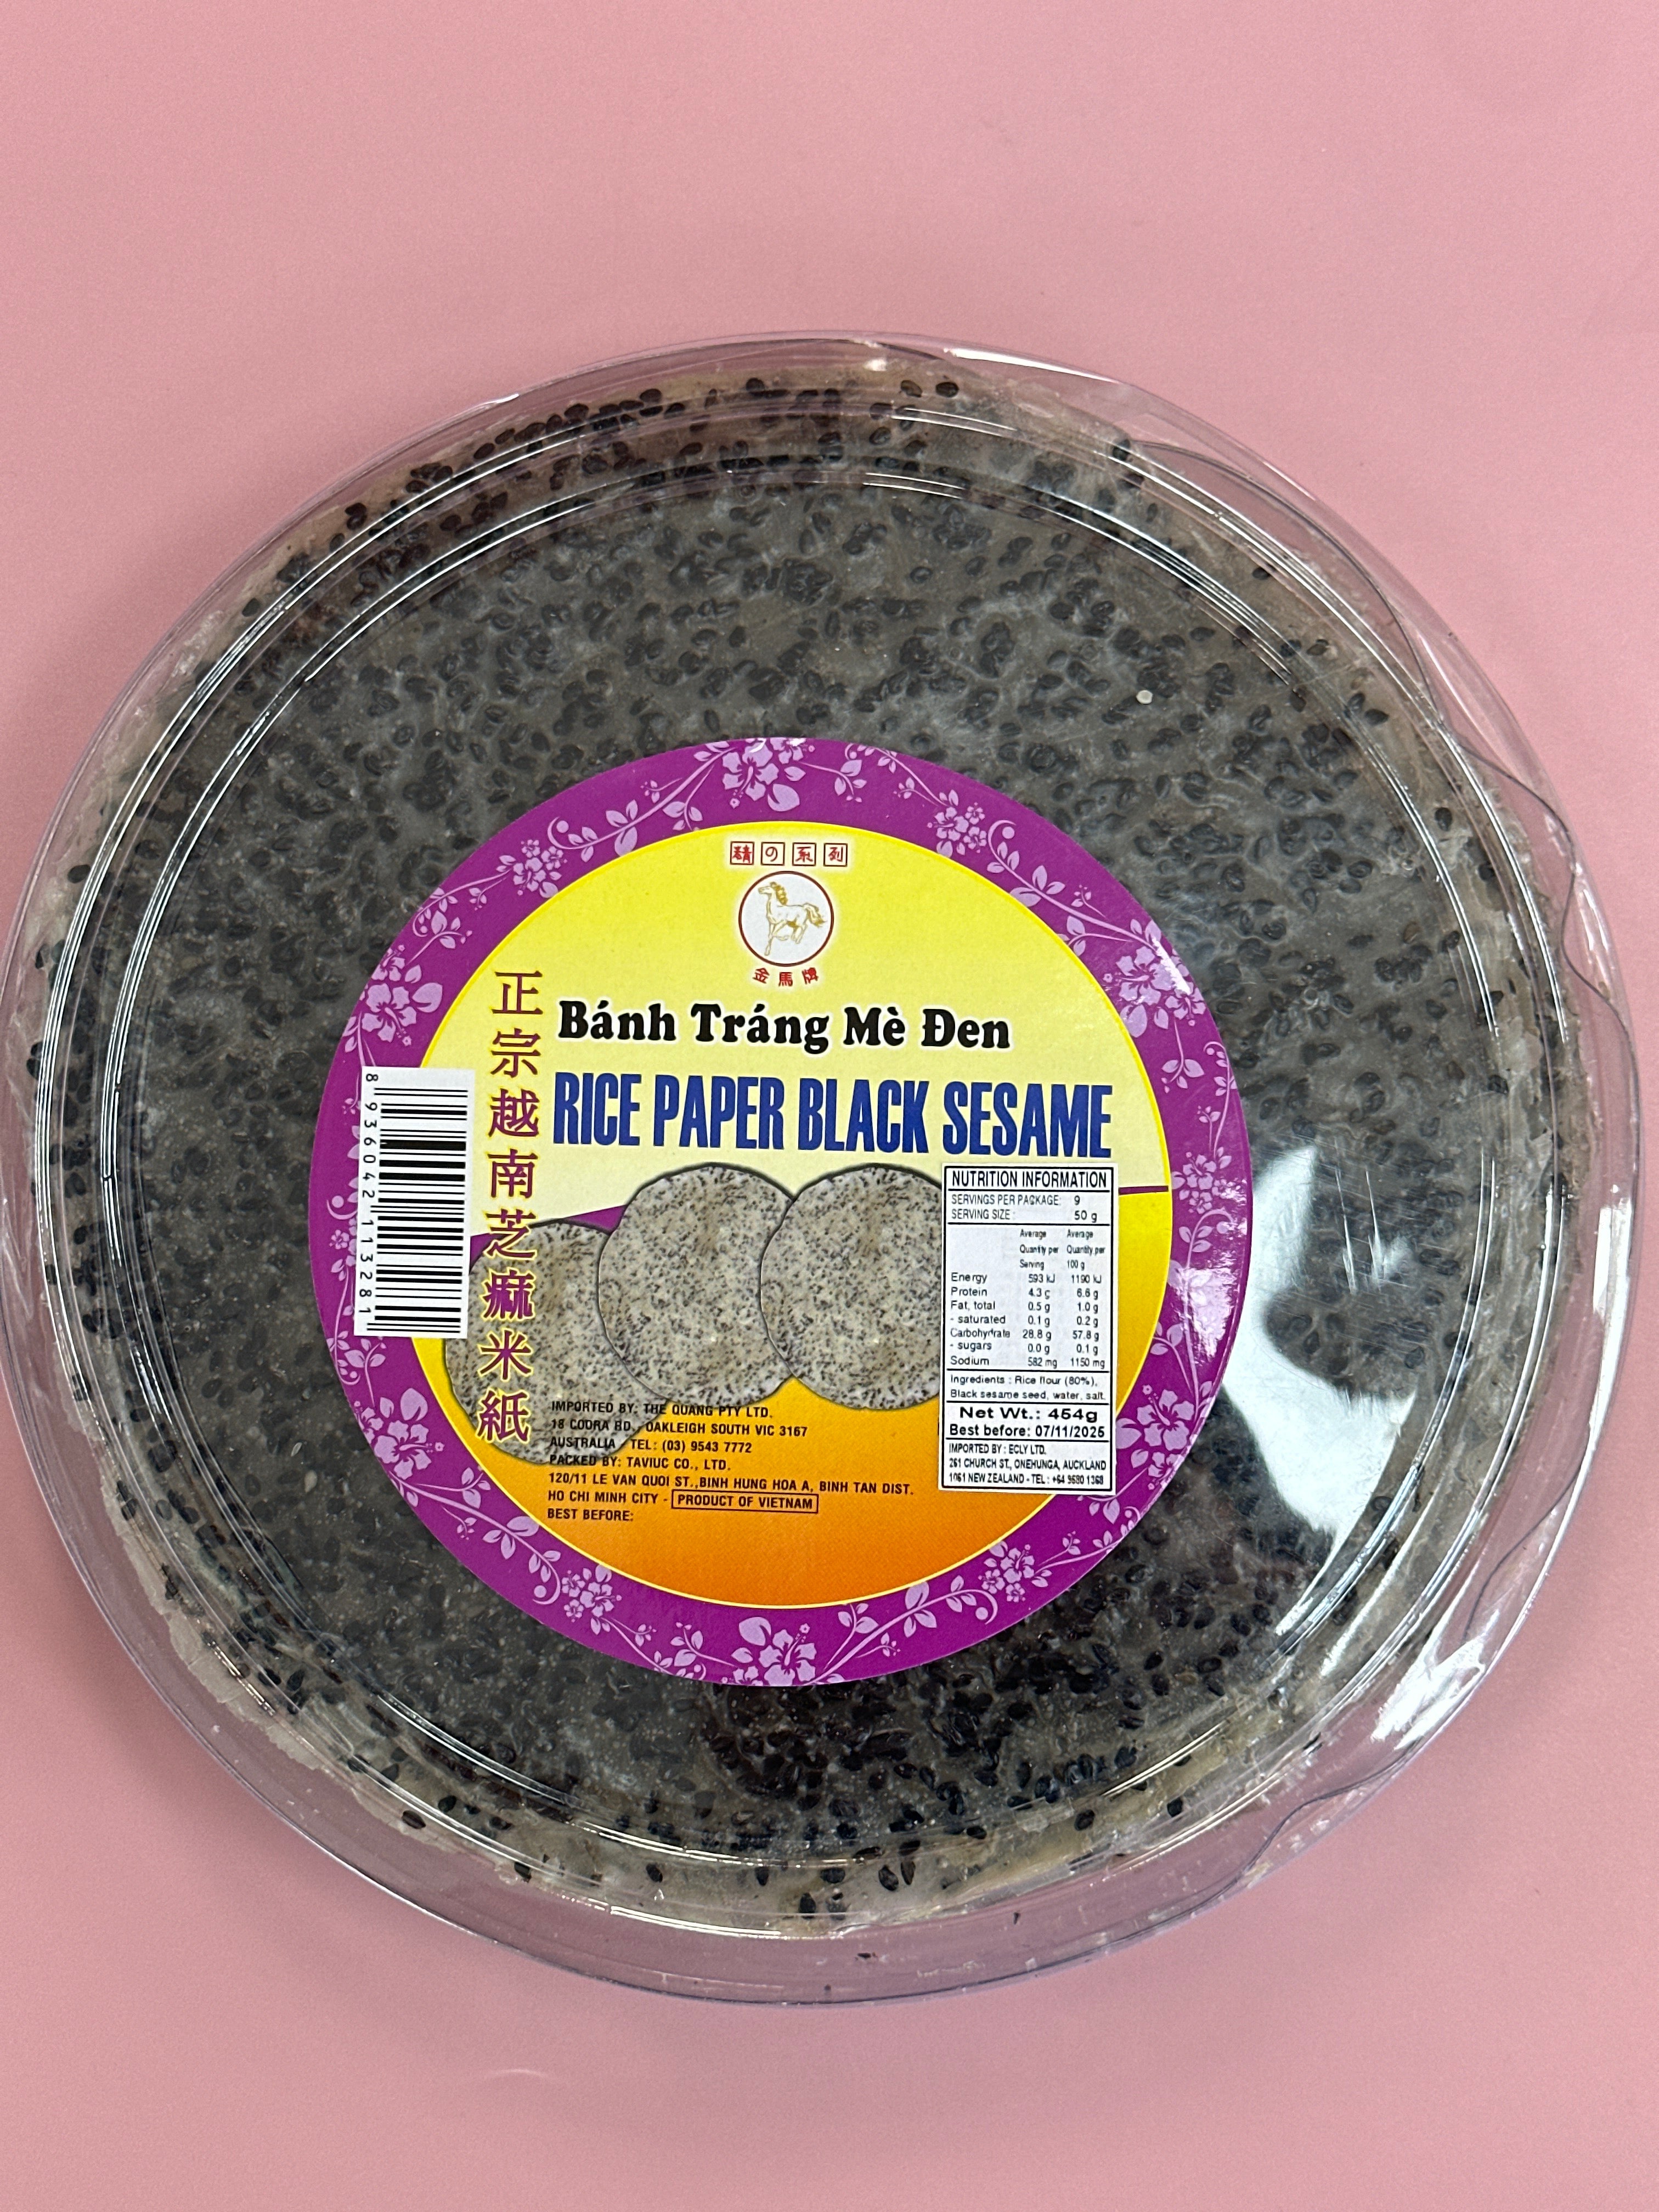 精の系列
金馬牌
正宗越南芝麻米紙
Bánh Tráng Mè Đen
RICE PAPER BLACK SESAME
8 936042 113281
NUTRITION INFORMATION
SERVINGS PER PACKAGE: 9
SERVING SIZE : 50 g
Average Average
Quantity per Quantity per
Serving 100 g
Energy 593 kJ 1190 kJ
Protein 4.3 g 8.6 g
Fat, total 0.5 g 1.0 g
- saturated 0.1 g 0.2 g
Carbohydrate 28.8 g 57.8 g
- sugars 0.0 g 0.1 g
Sodium 582 mg 1150 mg
Ingredients : Rice flour (80%),
Black sesame seed, water, salt.
Net Wt.: 454g
Best before: 07/11/2025
IMPORTED BY : ECLY LTD.
261 CHURCH ST., ONEHUNGA, AUCKLAND
1061 NEW ZEALAND - TEL : +64 9580 1368
IMPORTED BY: THE QUANG PTY LTD.
18 CODRA RD., OAKLEIGH SOUTH VIC 3167
AUSTRALIA TEL: (03) 9543 7772
PACKED BY: TAVIUC CO., LTD.
120/11 LE VAN QUOI ST.,BINH HUNG HOA A, BINH TAN DIST.
HO CHI MINH CITY - PRODUCT OF VIETNAM
BEST BEFORE: